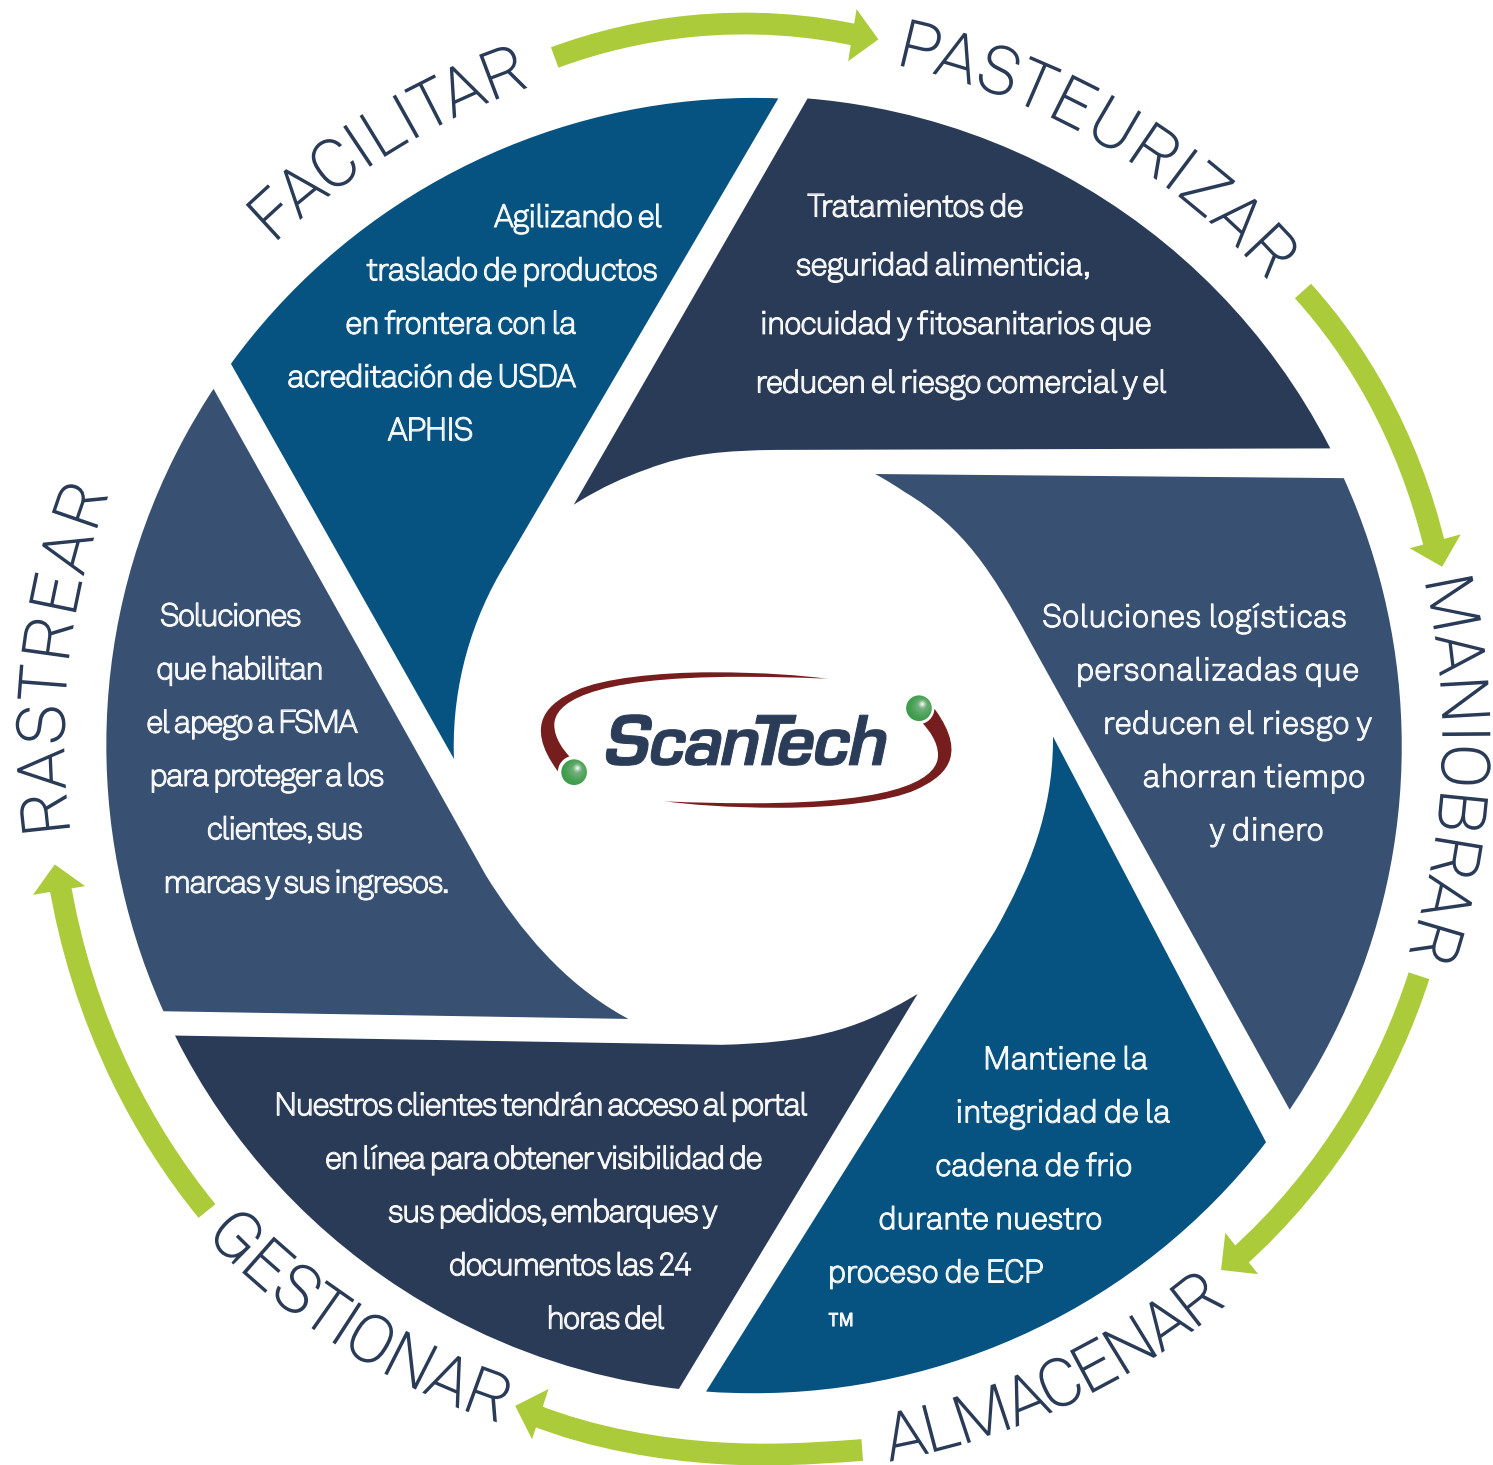 FACILITAR
Agilizando el
traslado de productos
en frontera con la
acreditación de USDA
APHIS
PASTEURIZAR
Tratamientos de
seguridad alimenticia,
inocuidad y fitosanitarios que
reducen el riesgo comercial y el
MANIOBRAR
Soluciones logísticas
personalizadas que
reducen el riesgo y
ahorran tiempo
y dinero
ALMACENAR
Mantiene la
integridad de la
cadena de frio
durante nuestro
proceso de ECP
™
GESTIONAR
Nuestros clientes tendrán acceso al portal
en línea para obtener visibilidad de
sus pedidos, embarques y
documentos las 24
horas del
RASTREAR
Soluciones
que habilitan
el apego a FSMA
para proteger a los
clientes, sus
marcas y sus ingresos.
ScanTech